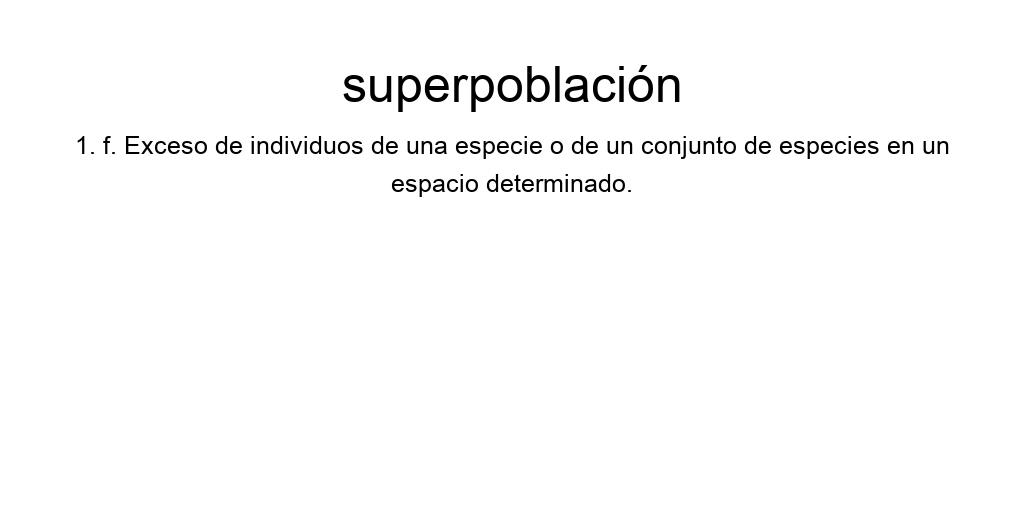 superpoblación
1. f. Exceso de individuos de una especie o de un conjunto de especies en un
espacio determinado.